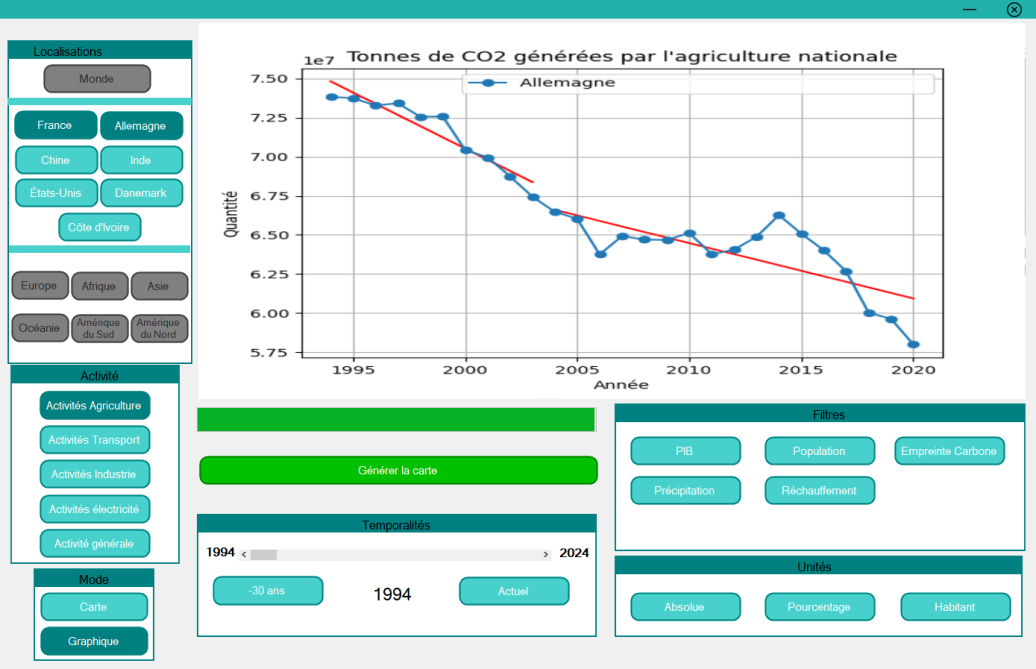 Localisations
Monde
France
Allemagne
Chine
Inde
États-Unis
Danemark
Côte d'Ivoire
Europe
Afrique
Asie
Océanie
Amérique
du Sud
Amérique
du Nord
Activité
Activités Agriculture
Activités Transport
Activités Industrie
Activités électricité
Activité générale
Mode
Carte
Graphique
1e7
Tonnes de CO2 générées par l'agriculture nationale
Allemagne
Quantité
7.50
7.25
7.00
6.75
6.50
6.25
6.00
5.75
1995 2000 2005 2010 2015 2020
Année
Générer la carte
Temporalités
1994 < > 2024
-30 ans
1994
Actuel
Filtres
PIB
Population
Empreinte Carbone
Précipitation
Réchauffement
Unités
Absolue
Pourcentage
Habitant